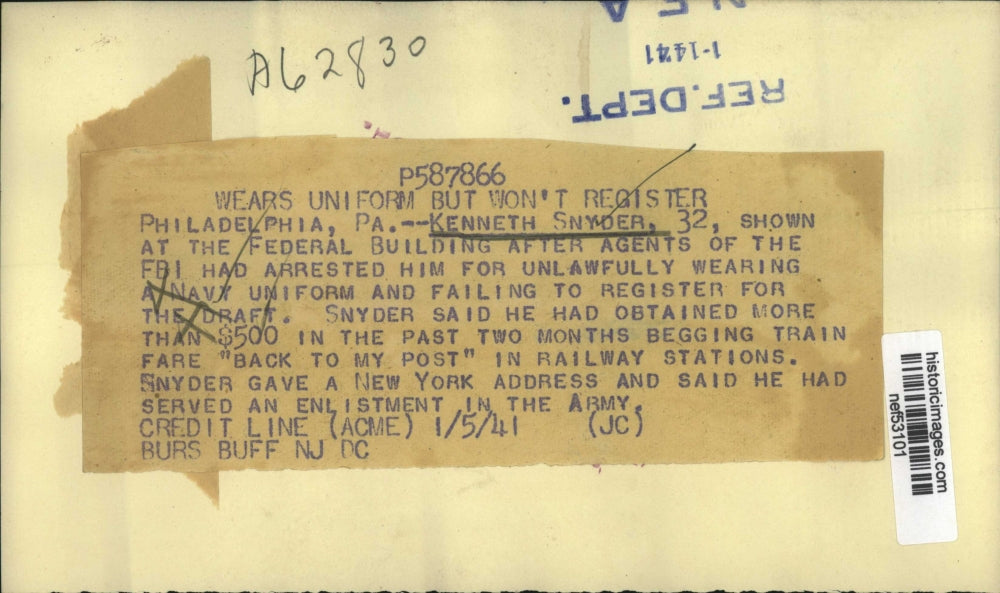 N.E.A
1-1441
REF.DEPT.
A62830
P587866
WEARS UNIFORM BUT WON'T REGISTER
PHILADELPHIA, PA.--KENNETH SNYDER, 32, SHOWN
AT THE FEDERAL BUILDING AFTER AGENTS OF THE
FBI HAD ARRESTED HIM FOR UNLAWFULLY WEARING
A NAVY UNIFORM AND FAILING TO REGISTER FOR
THE DRAFT. SNYDER SAID HE HAD OBTAINED MORE
THAN $500 IN THE PAST TWO MONTHS BEGGING TRAIN
FARE "BACK TO MY POST" IN RAILWAY STATIONS.
SNYDER GAVE A NEW YORK ADDRESS AND SAID HE HAD
SERVED AN ENLISTMENT IN THE ARMY.
CREDIT LINE (ACME) 1/5/41 (JC)
BURS BUFF NJ DC
historicimages.com
nef53101